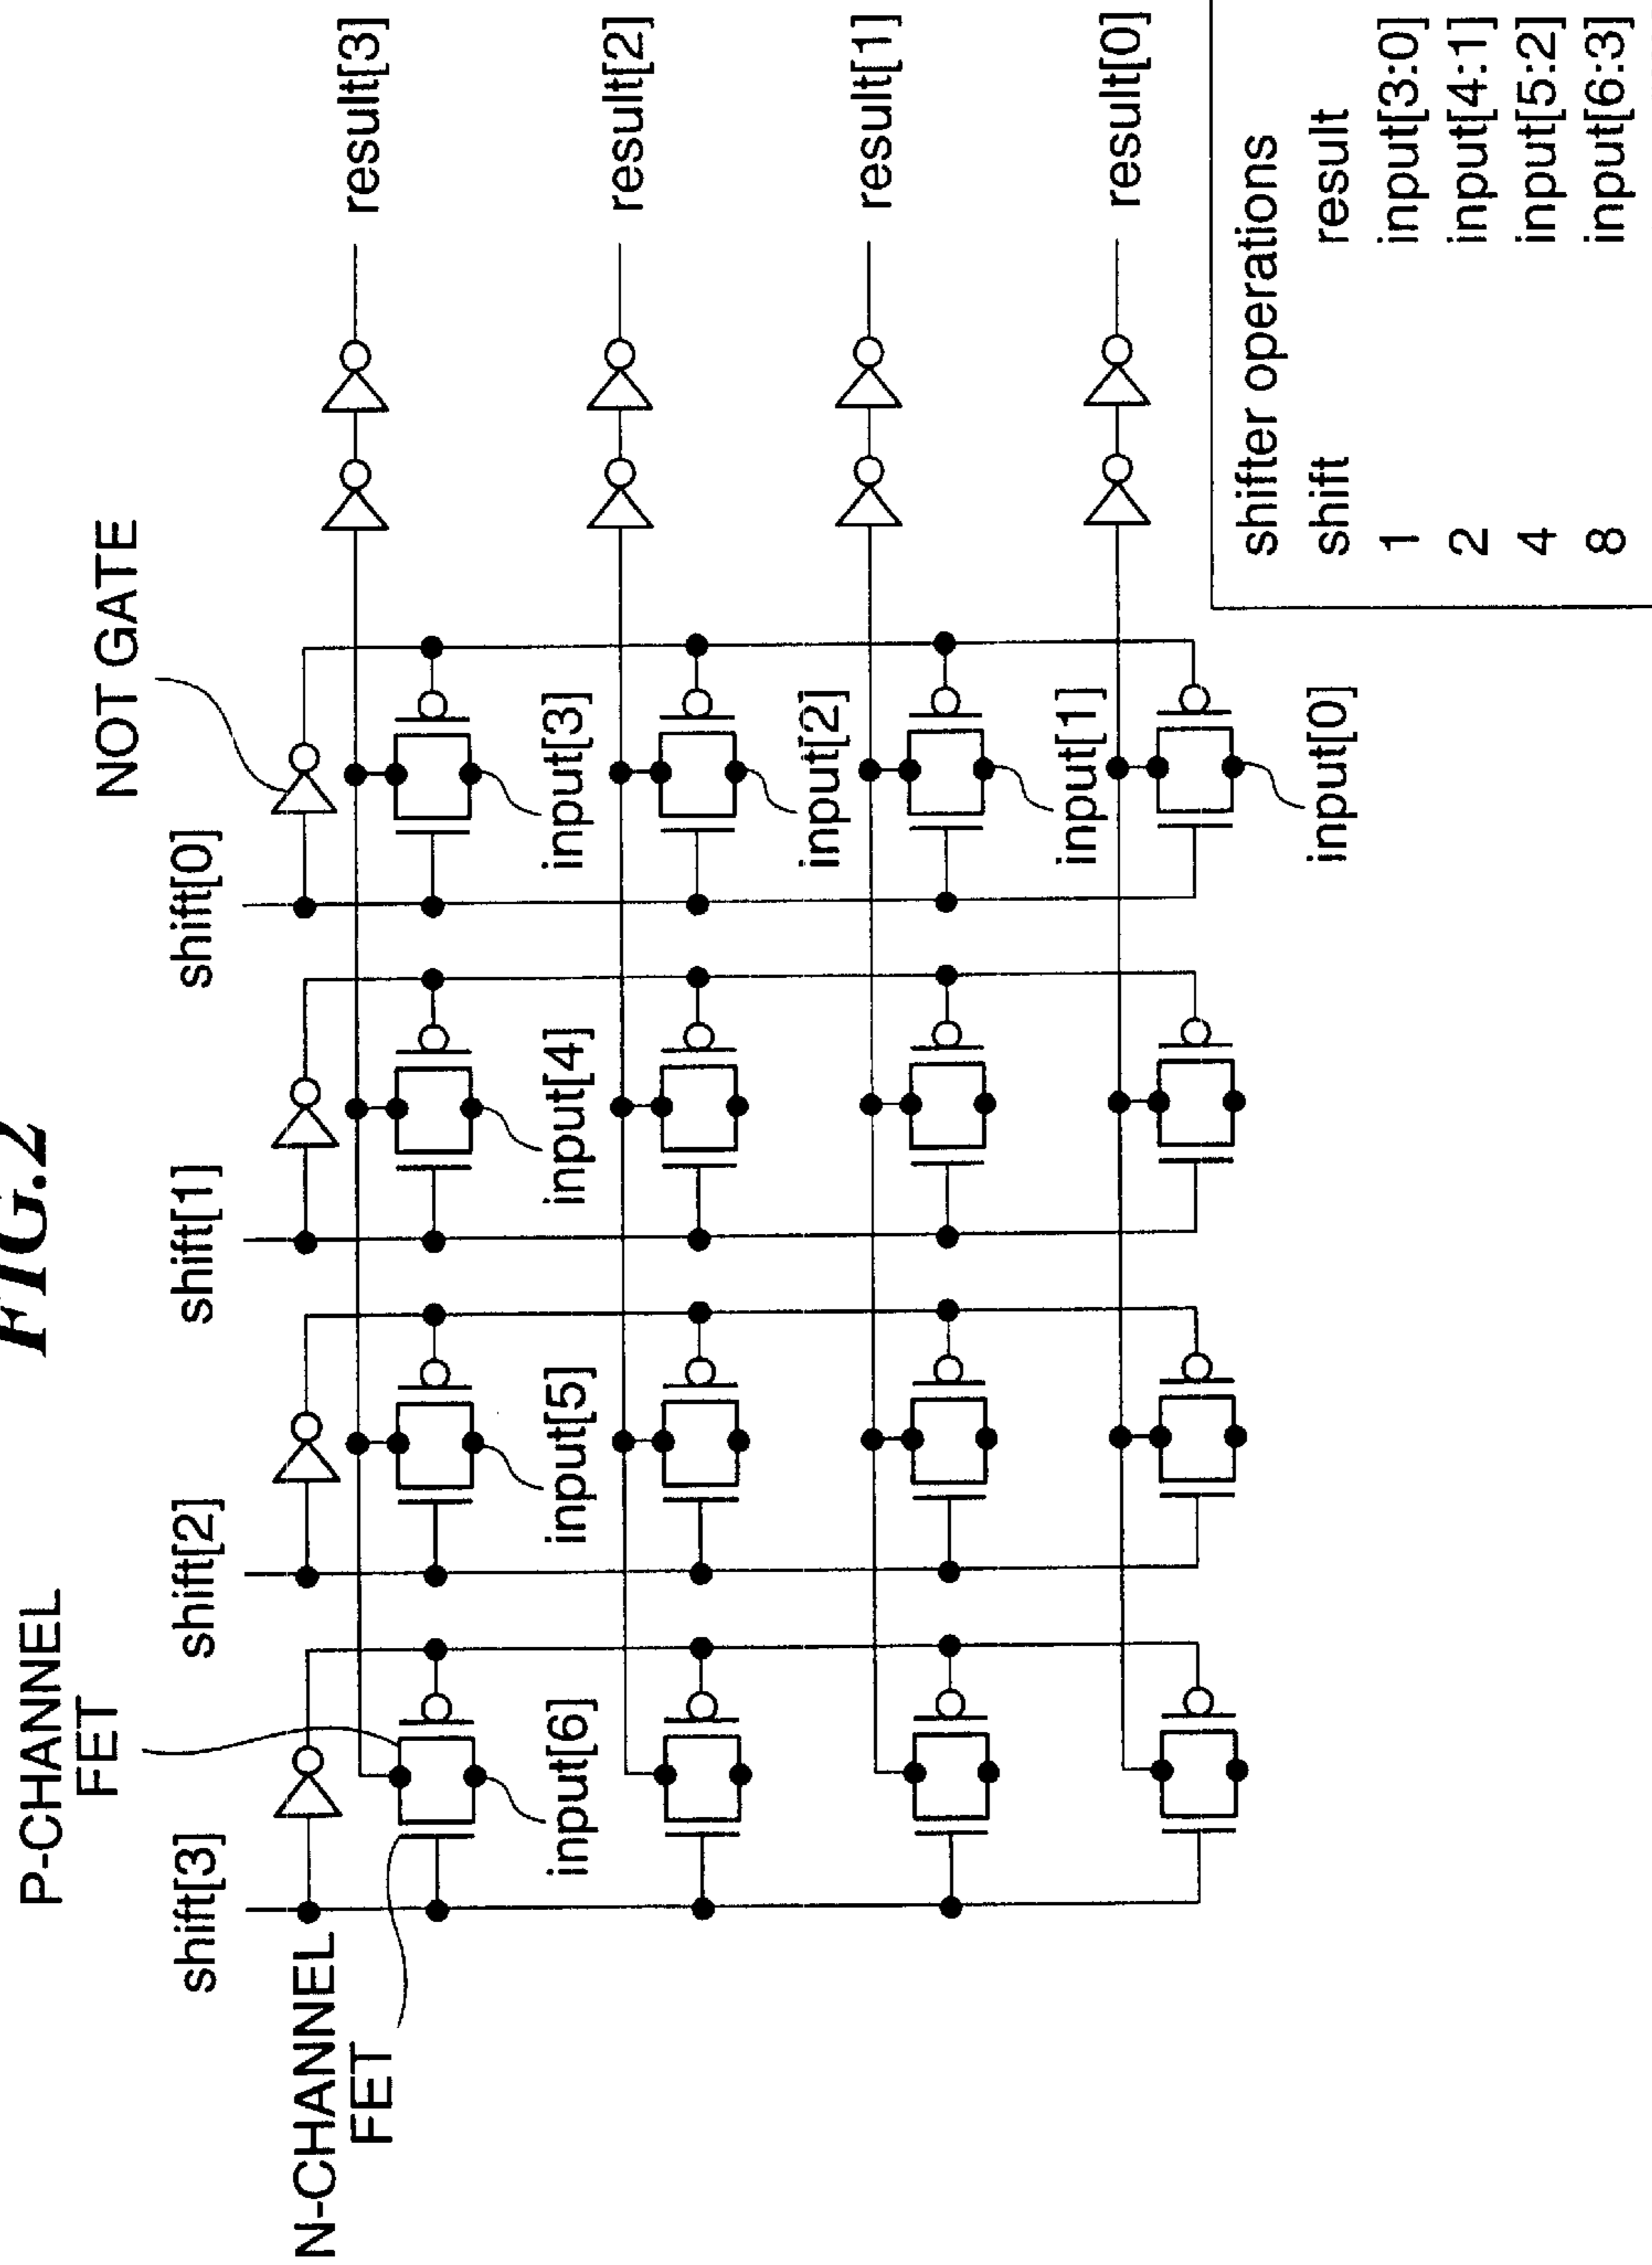 FIG.2
P-CHANNEL
FET
N-CHANNEL
FET
NOT GATE
shift[3]
shift[2]
shift[1]
shift[0]
result[3]
input[6]
input[5]
input[4]
input[3]
result[2]
input[2]
result[1]
input[1]
result[0]
input[0]
shifter operations
shift result
1 input[3:0]
2 input[4:1]
4 input[5:2]
8 input[6:3]